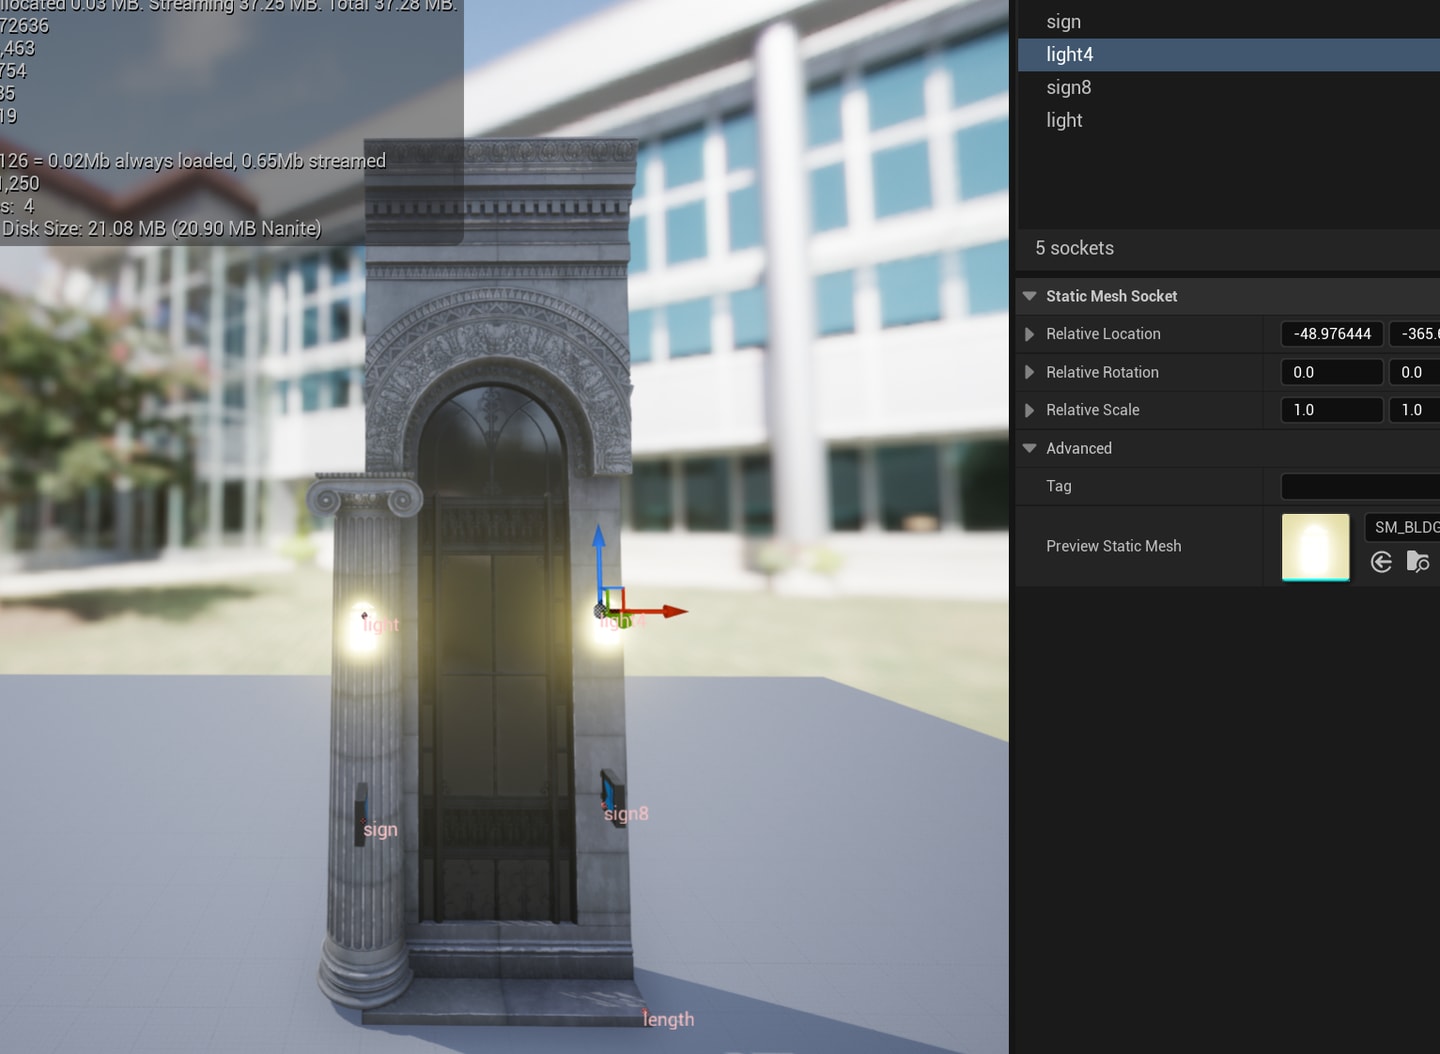 llocated 0.03 MB. Streaming 37.25 MB. Total 37.28 MB.
72636
,463
754
35
19
126 = 0.02Mb always loaded, 0.65Mb streamed
1,250
s: 4
Disk Size: 21.08 MB (20.90 MB Nanite)
light
light4
sign
sign8
length
sign
light4
sign8
light
5 sockets
Static Mesh Socket
Relative Location -48.976444 -365.6
Relative Rotation 0.0 0.0
Relative Scale 1.0 1.0
Advanced
Tag
Preview Static Mesh SM_BLDG